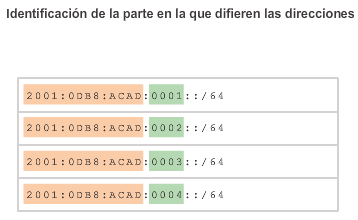 Identificación de la parte en la que difieren las direcciones
2001:0DB8:ACAD:0001::/64
2001:0DB8:ACAD:0002::/64
2001:0DB8:ACAD:0003::/64
2001:0DB8:ACAD:0004::/64